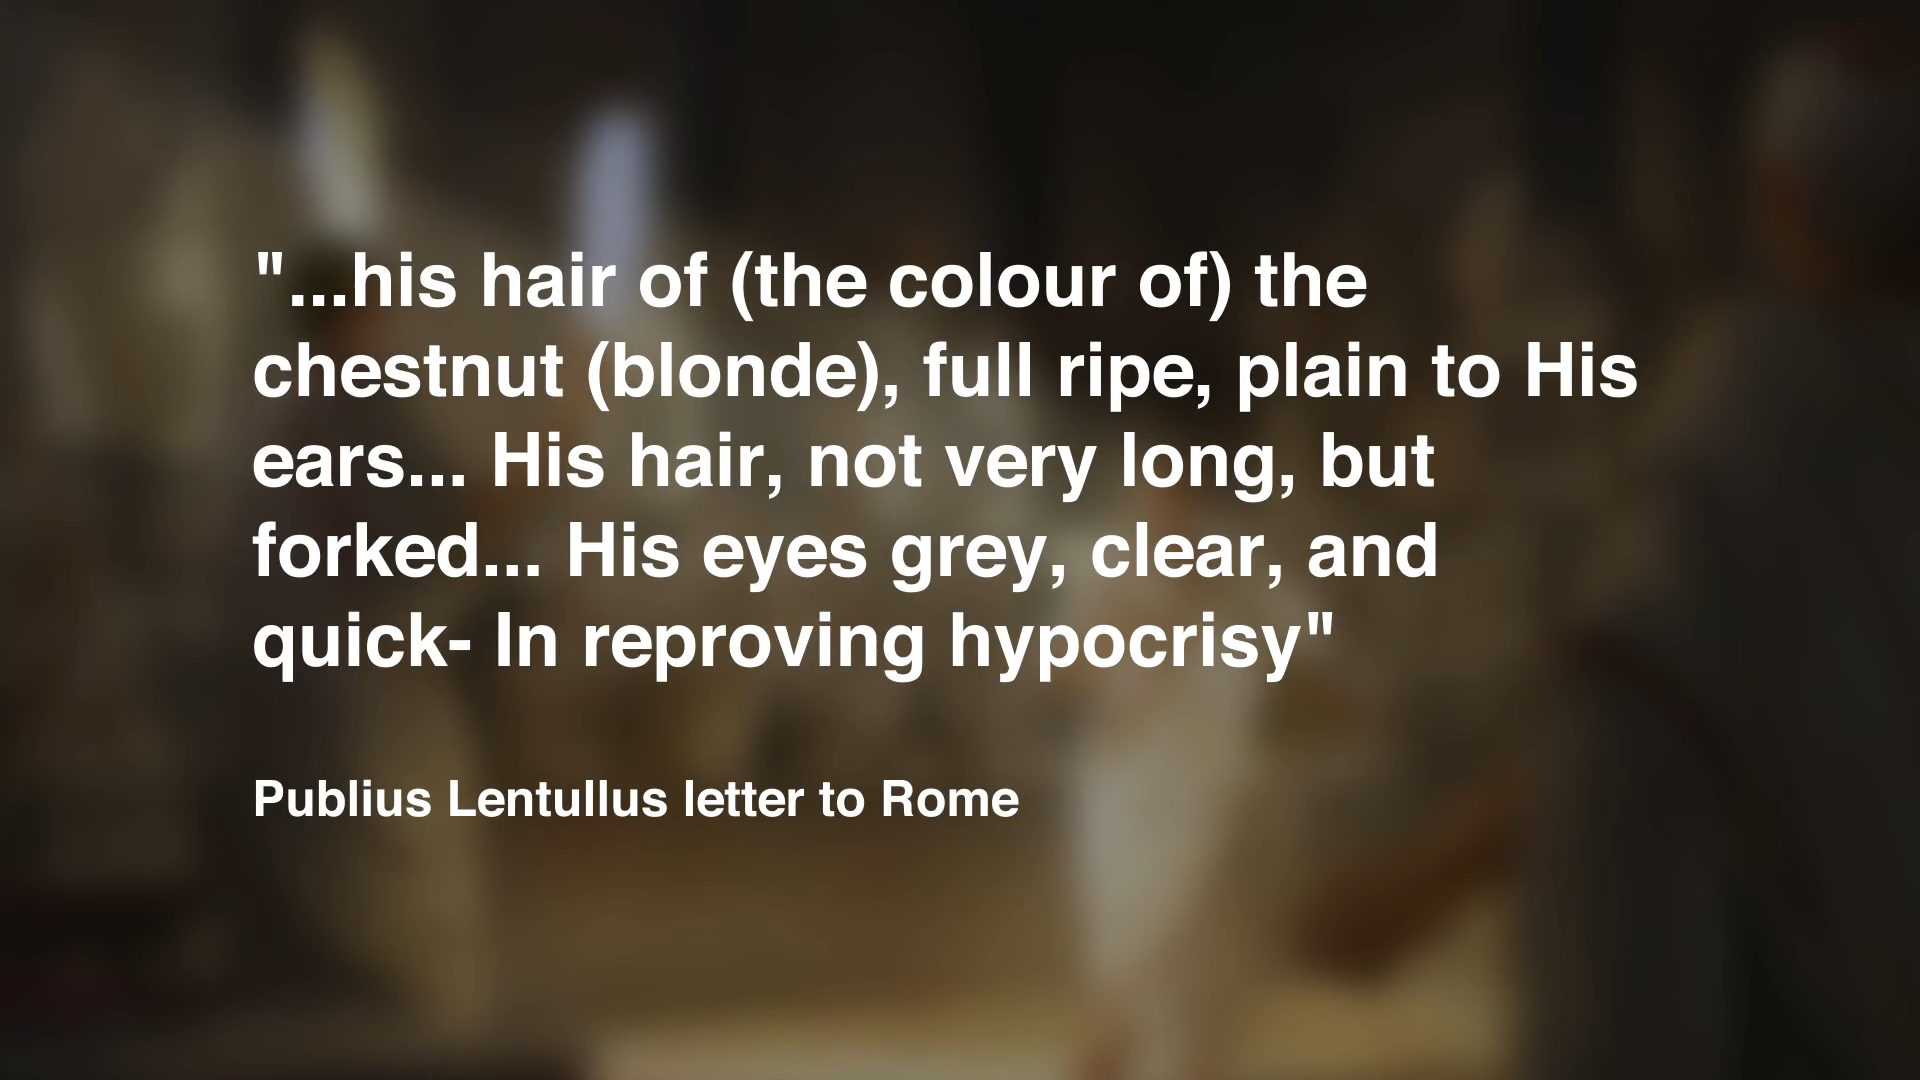 "...his hair of (the colour of) the
chestnut (blonde), full ripe, plain to His
ears... His hair, not very long, but
forked... His eyes grey, clear, and
quick- In reproving hypocrisy"
Publius Lentullus letter to Rome